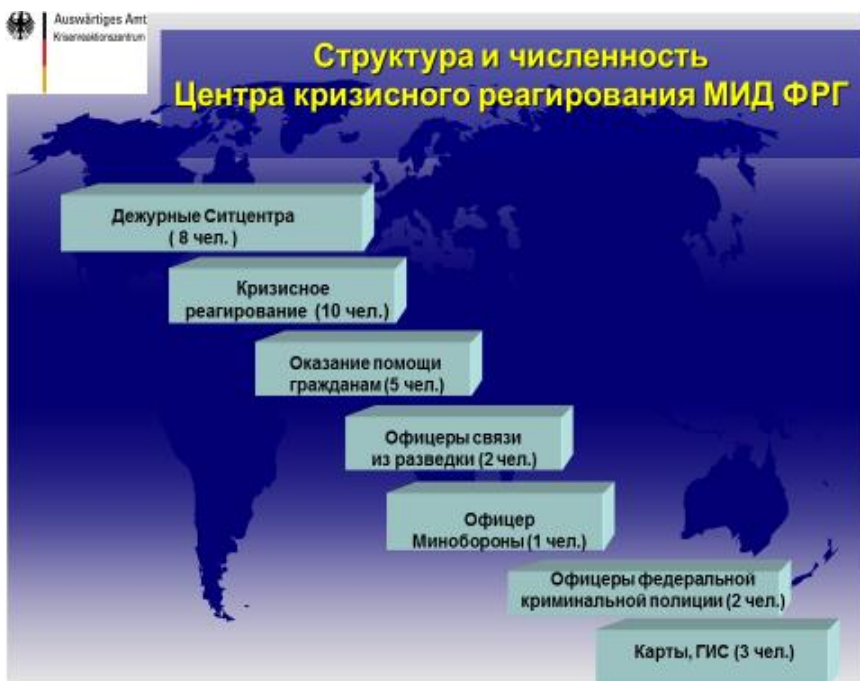 Auswärtiges Amt
Krisenreaktionszentrum
Структура и численность
Центра кризисного реагирования МИД ФРГ
Дежурные Ситцентра
( 8 чел. )
Кризисное
реагирование (10 чел.)
Оказание помощи
гражданам (5 чел.)
Офицеры связи
из разведки (2 чел.)
Офицер
Минобороны (1 чел.)
Офицеры федеральной
криминальной полиции (2 чел.)
Карты, ГИС (3 чел.)